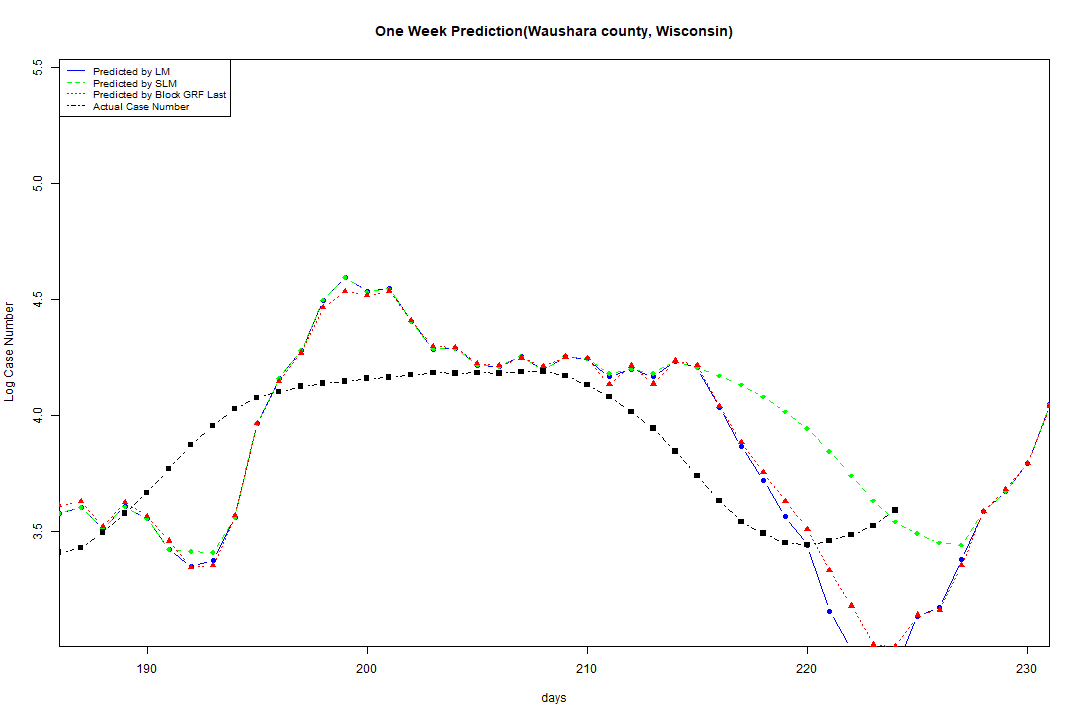 One Week Prediction(Waushara county, Wisconsin)
Predicted by LM
Predicted by SLM
Predicted by Block GRF Last
Actual Case Number
5.5
5.0
4.5
4.0
3.5
Log Case Number
190 200 210 220 230
days